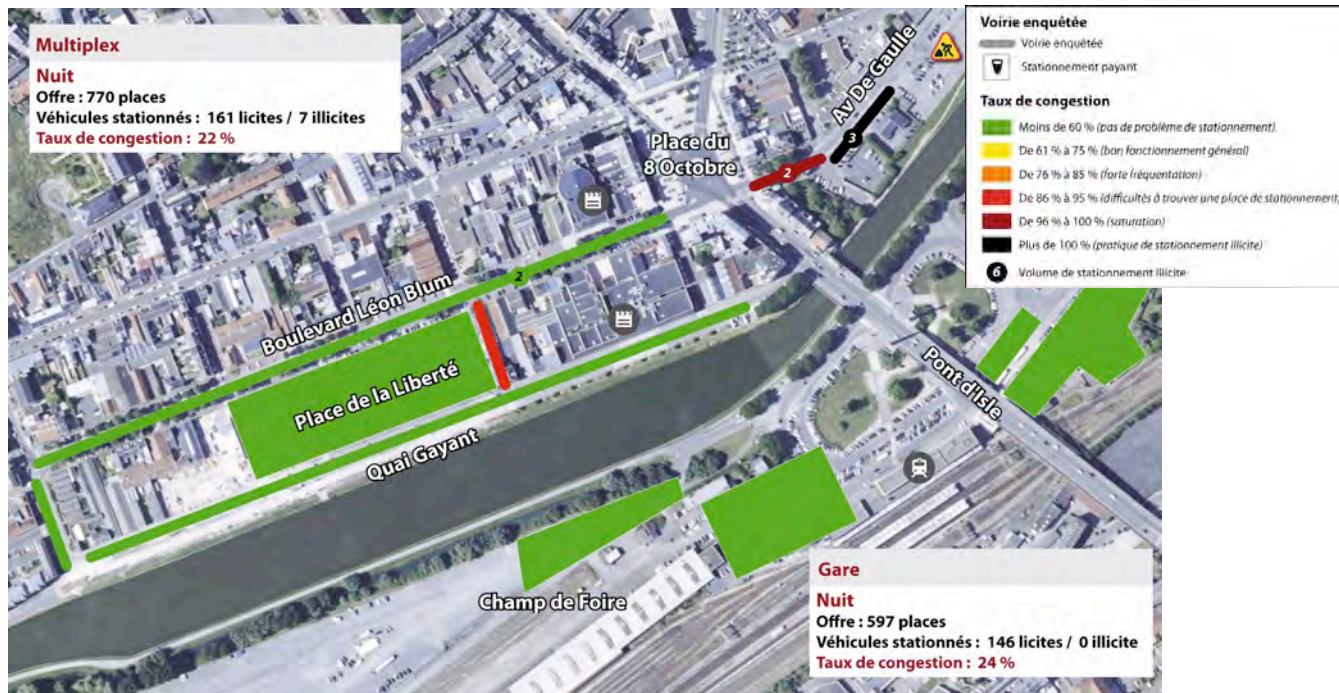 Multiplex
Nuit
Offre : 770 places
Véhicules stationnés : 161 licites / 7 illicites
Taux de congestion : 22 %
Voirie enquêtée
Voirie enquêtée
Stationnement payant
Taux de congestion
Moins de 60 % (pas de problème de stationnement)
De 61 % à 75 % (bon fonctionnement général)
De 76 % à 85 % (forte fréquentation)
De 86 % à 95 % (difficultés à trouver une place de stationnement)
De 96 % à 100 % (saturation)
Plus de 100 % (pratique de stationnement illicite)
6 Volume de stationnement illicite
Av De Gaulle
3
Place du
8 Octobre
2
2
Boulevard Léon Blum
Place de la Liberté
Quai Gayant
Pont d'Isle
Champ de Foire
Gare
Nuit
Offre : 597 places
Véhicules stationnés : 146 licites / 0 illicite
Taux de congestion : 24 %